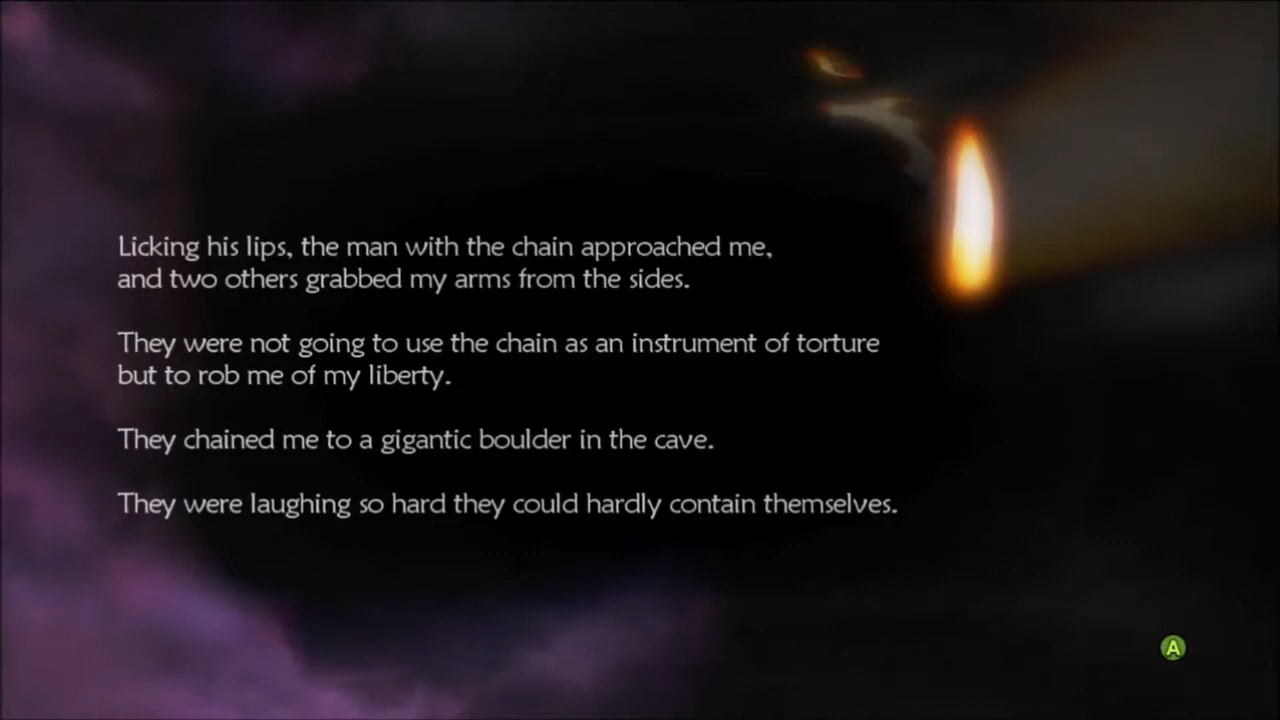 Licking his lips, the man with the chain approached me,
and two others grabbed my arms from the sides.
They were not going to use the chain as an instrument of torture
but to rob me of my liberty.
They chained me to a gigantic boulder in the cave.
They were laughing so hard they could hardly contain themselves.
A